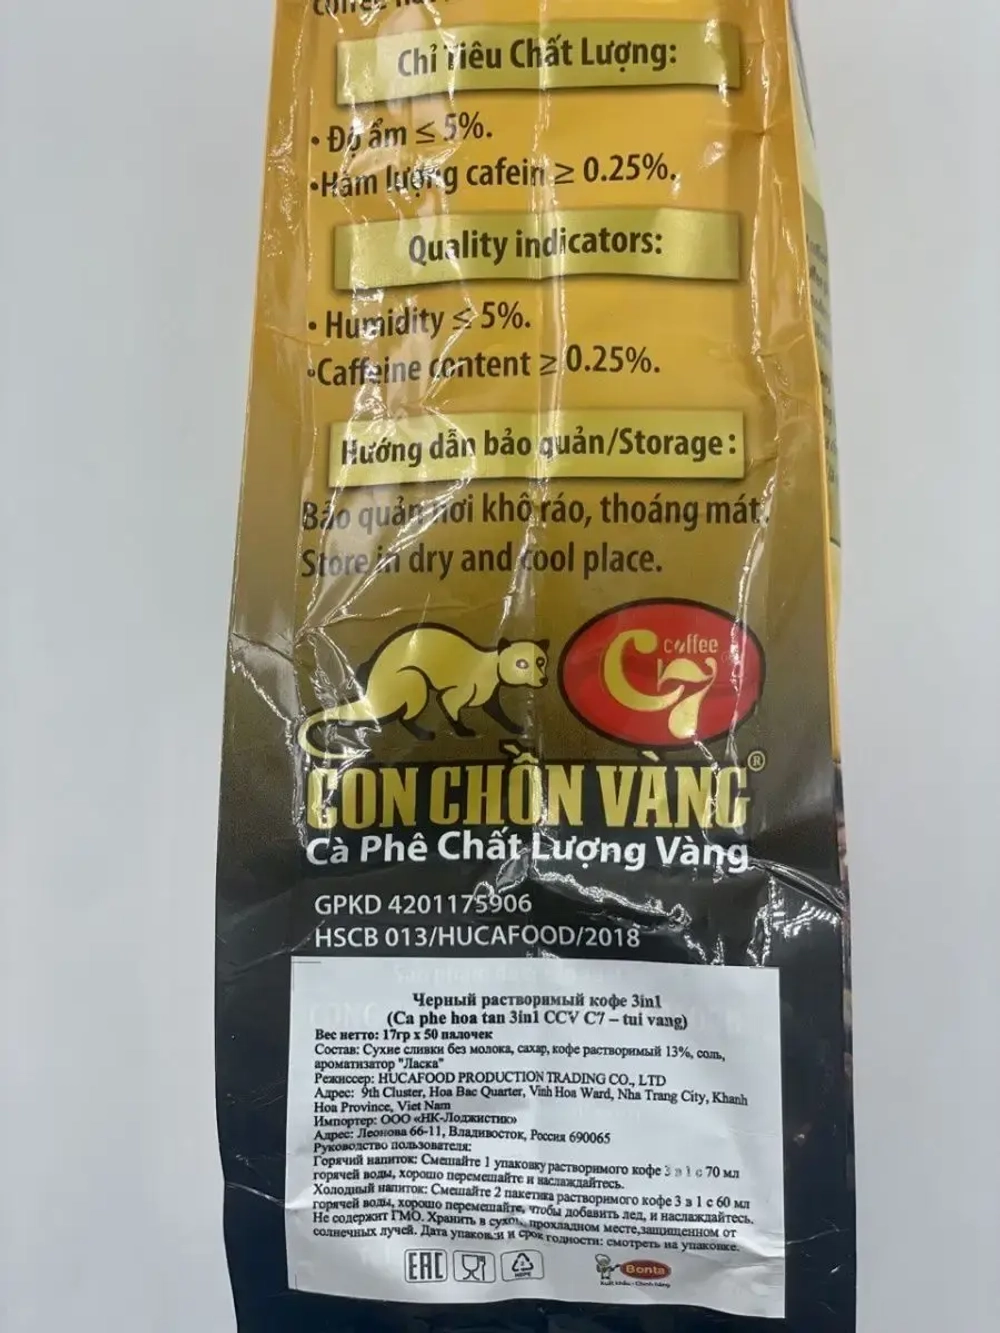 Chỉ Tiêu Chất Lượng:
• Độ ẩm ≤ 5%.
•Hàm lượng cafein ≥ 0.25%.
Quality indicators:
• Humidity ≤ 5%.
•Caffeine content ≥ 0.25%.
Hướng dẫn bảo quản/Storage:
Bảo quản nơi khô ráo, thoáng mát.
Store in dry and cool place.
coffee
C7
CON CHỒN VÀNG®
Cà Phê Chất Lượng Vàng
GPKD 4201175906
HSCB 013/HUCAFOOD/2018
Черный растворимый кофе 3in1
(Ca phe hoa tan 3in1 CCV C7 – tui vang)
Вес нетто: 17гр х 50 палочек
Состав: Сухие сливки без молока, сахар, кофе растворимый 13%, соль,
ароматизатор "Ласка"
Режиссер: HUCAFOOD PRODUCTION TRADING CO., LTD
Адрес: 9th Cluster, Hoa Bac Quarter, Vinh Hoa Ward, Nha Trang City, Khanh
Hoa Province, Viet Nam
Импортер: ООО «НК-Лоджистик»
Адрес: Леонова 66-11, Владивосток, Россия 690065
Руководство пользователя:
Горячий напиток: Смешайте 1 упаковку растворимого кофе 3 в 1 с 70 мл
горячей воды, хорошо перемешайте и наслаждайтесь.
Холодный напиток: Смешайте 2 пакетика растворимого кофе 3 в 1 с 60 мл
горячей воды, хорошо перемешайте, чтобы добавить лед, и наслаждайтесь.
Не содержит ГМО. Хранить в сухом, прохладном месте,защищенном от
солнечных лучей. Дата упаковки и срок годности: смотреть на упаковке.
EAC
Bonta